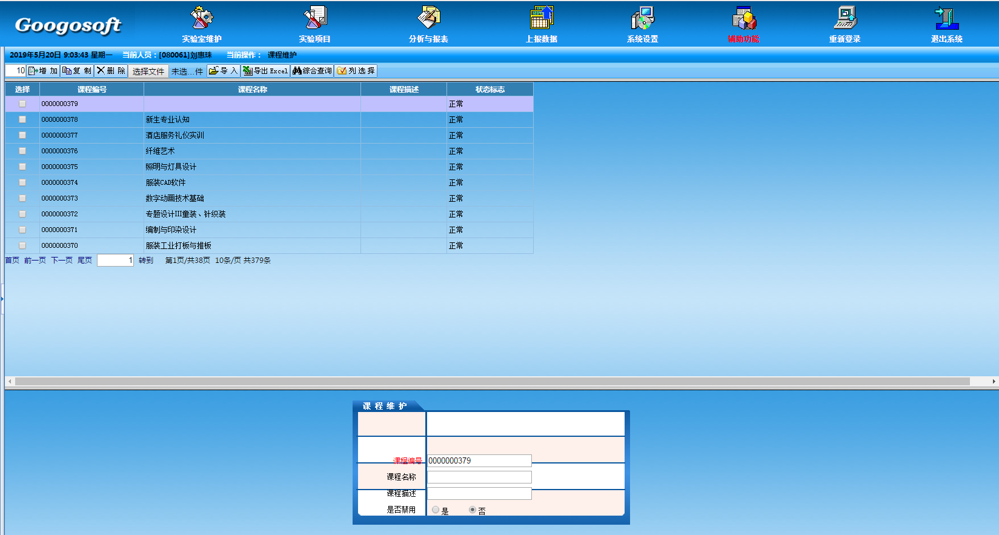 Googosoft
实验室维护 实验项目 分析与报表 上报数据 系统设置 辅助功能 重新登录 退出系统
2019年5月20日 9:03:43 星期一 当前人员：[080061]刘惠珠 当前操作： 课程维护
10 增 加 复 制 删 除 选择文件 未选...件 导 入 导出 Excel 综合查询 列 选 择
选择 课程编号 课程名称 课程描述 状态标志
0000000379 正常
0000000378 新生专业认知 正常
0000000377 酒店服务礼仪实训 正常
0000000376 纤维艺术 正常
0000000375 照明与灯具设计 正常
0000000374 服装CAD软件 正常
0000000373 数字动画技术基础 正常
0000000372 专题设计III童装、针织装 正常
0000000371 编制与印染设计 正常
0000000370 服装工业打板与推板 正常
首页 前一页 下一页 尾页 1 转到 第1页/共38页 10条/页 共379条
课 程 维 护
课程编号 0000000379
课程名称
课程描述
是否禁用 是 否